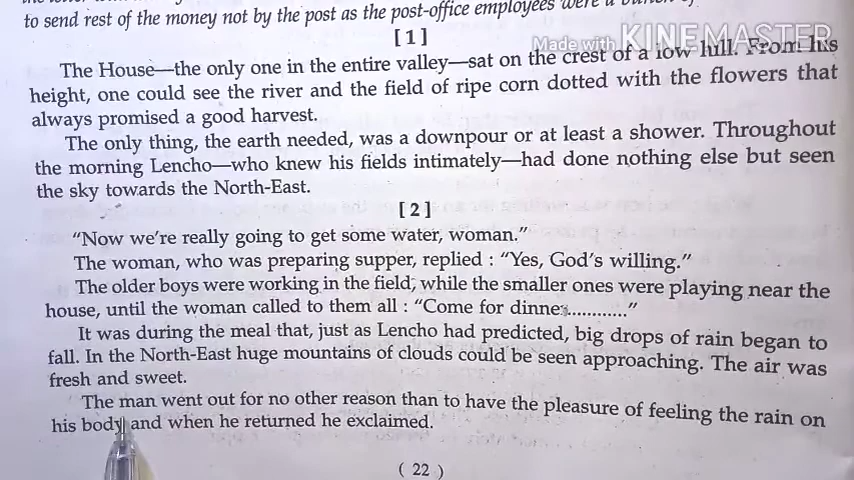 to send rest of the money not by the post as the post-office employees were a
[ 1 ]
Made with KINEMASTER
The House—the only one in the entire valley—sat on the crest of a low hill. From his
height, one could see the river and the field of ripe corn dotted with the flowers that
always promised a good harvest.
The only thing, the earth needed, was a downpour or at least a shower. Throughout
the morning Lencho—who knew his fields intimately—had done nothing else but seen
the sky towards the North-East.
[ 2 ]
“Now we’re really going to get some water, woman.”
The woman, who was preparing supper, replied : “Yes, God’s willing.”
The older boys were working in the field, while the smaller ones were playing near the
house, until the woman called to them all : “Come for dinner............”
It was during the meal that, just as Lencho had predicted, big drops of rain began to
fall. In the North-East huge mountains of clouds could be seen approaching. The air was
fresh and sweet.
The man went out for no other reason than to have the pleasure of feeling the rain on
his body and when he returned he exclaimed.
( 22 )